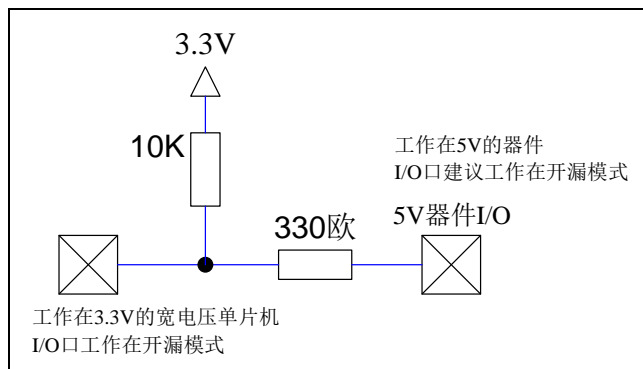 3.3V
10K
工作在5V的器件
I/O口建议工作在开漏模式
330欧
5V器件I/O
工作在3.3V的宽电压单片机
I/O口工作在开漏模式